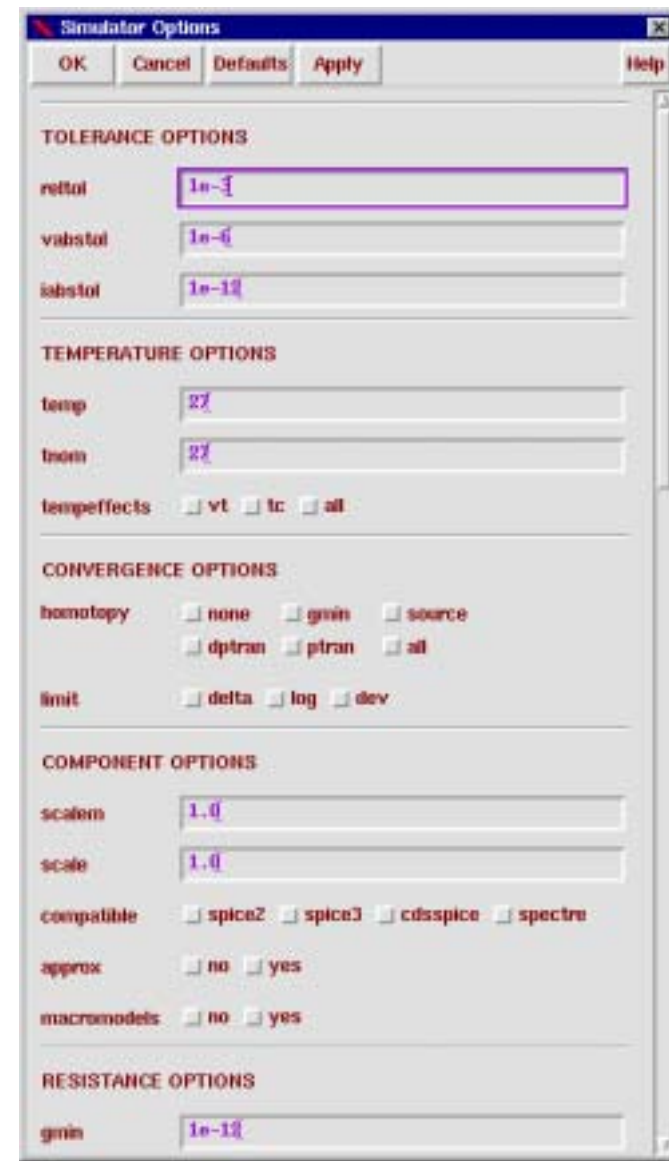 Simulator Options
OK Cancel Defaults Apply Help
TOLERANCE OPTIONS
reltol 1e-3
vabstol 1e-6
iabstol 1e-12
TEMPERATURE OPTIONS
temp 27
tnom 27
tempeffects vt tc all
CONVERGENCE OPTIONS
homotopy none gmin source
dptran ptran all
limit delta log dev
COMPONENT OPTIONS
scalem 1.0
scale 1.0
compatible spice2 spice3 cdsspice spectre
approx no yes
macromodels no yes
RESISTANCE OPTIONS
gmin 1e-12